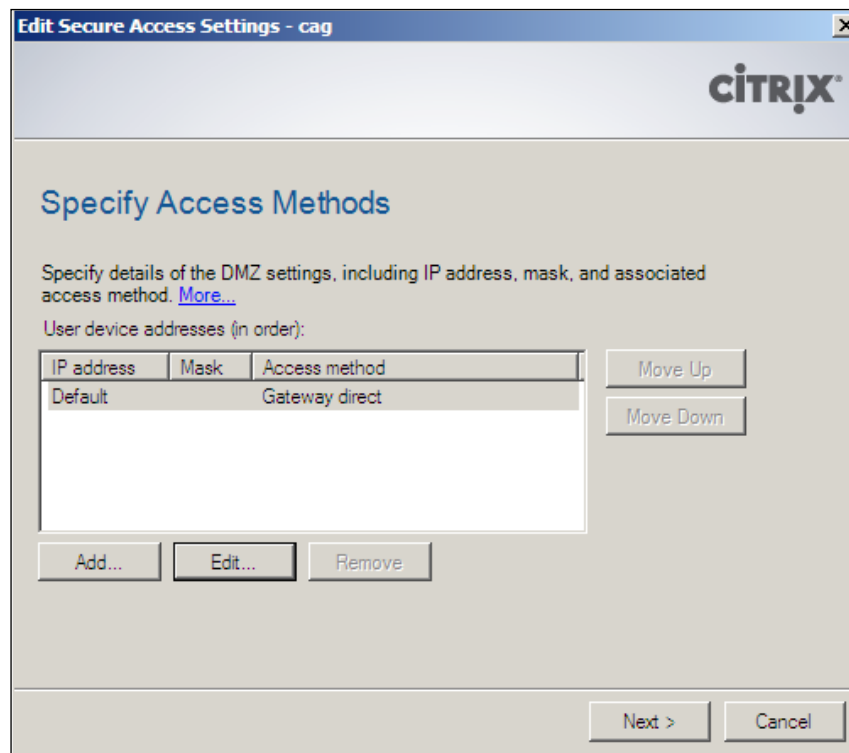 Edit Secure Access Settings - cag
CITRIX
Specify Access Methods
Specify details of the DMZ settings, including IP address, mask, and associated
access method. More...
User device addresses (in order):
IP address Mask Access method
Default Gateway direct
Move Up
Move Down
Add... Edit... Remove
Next > Cancel